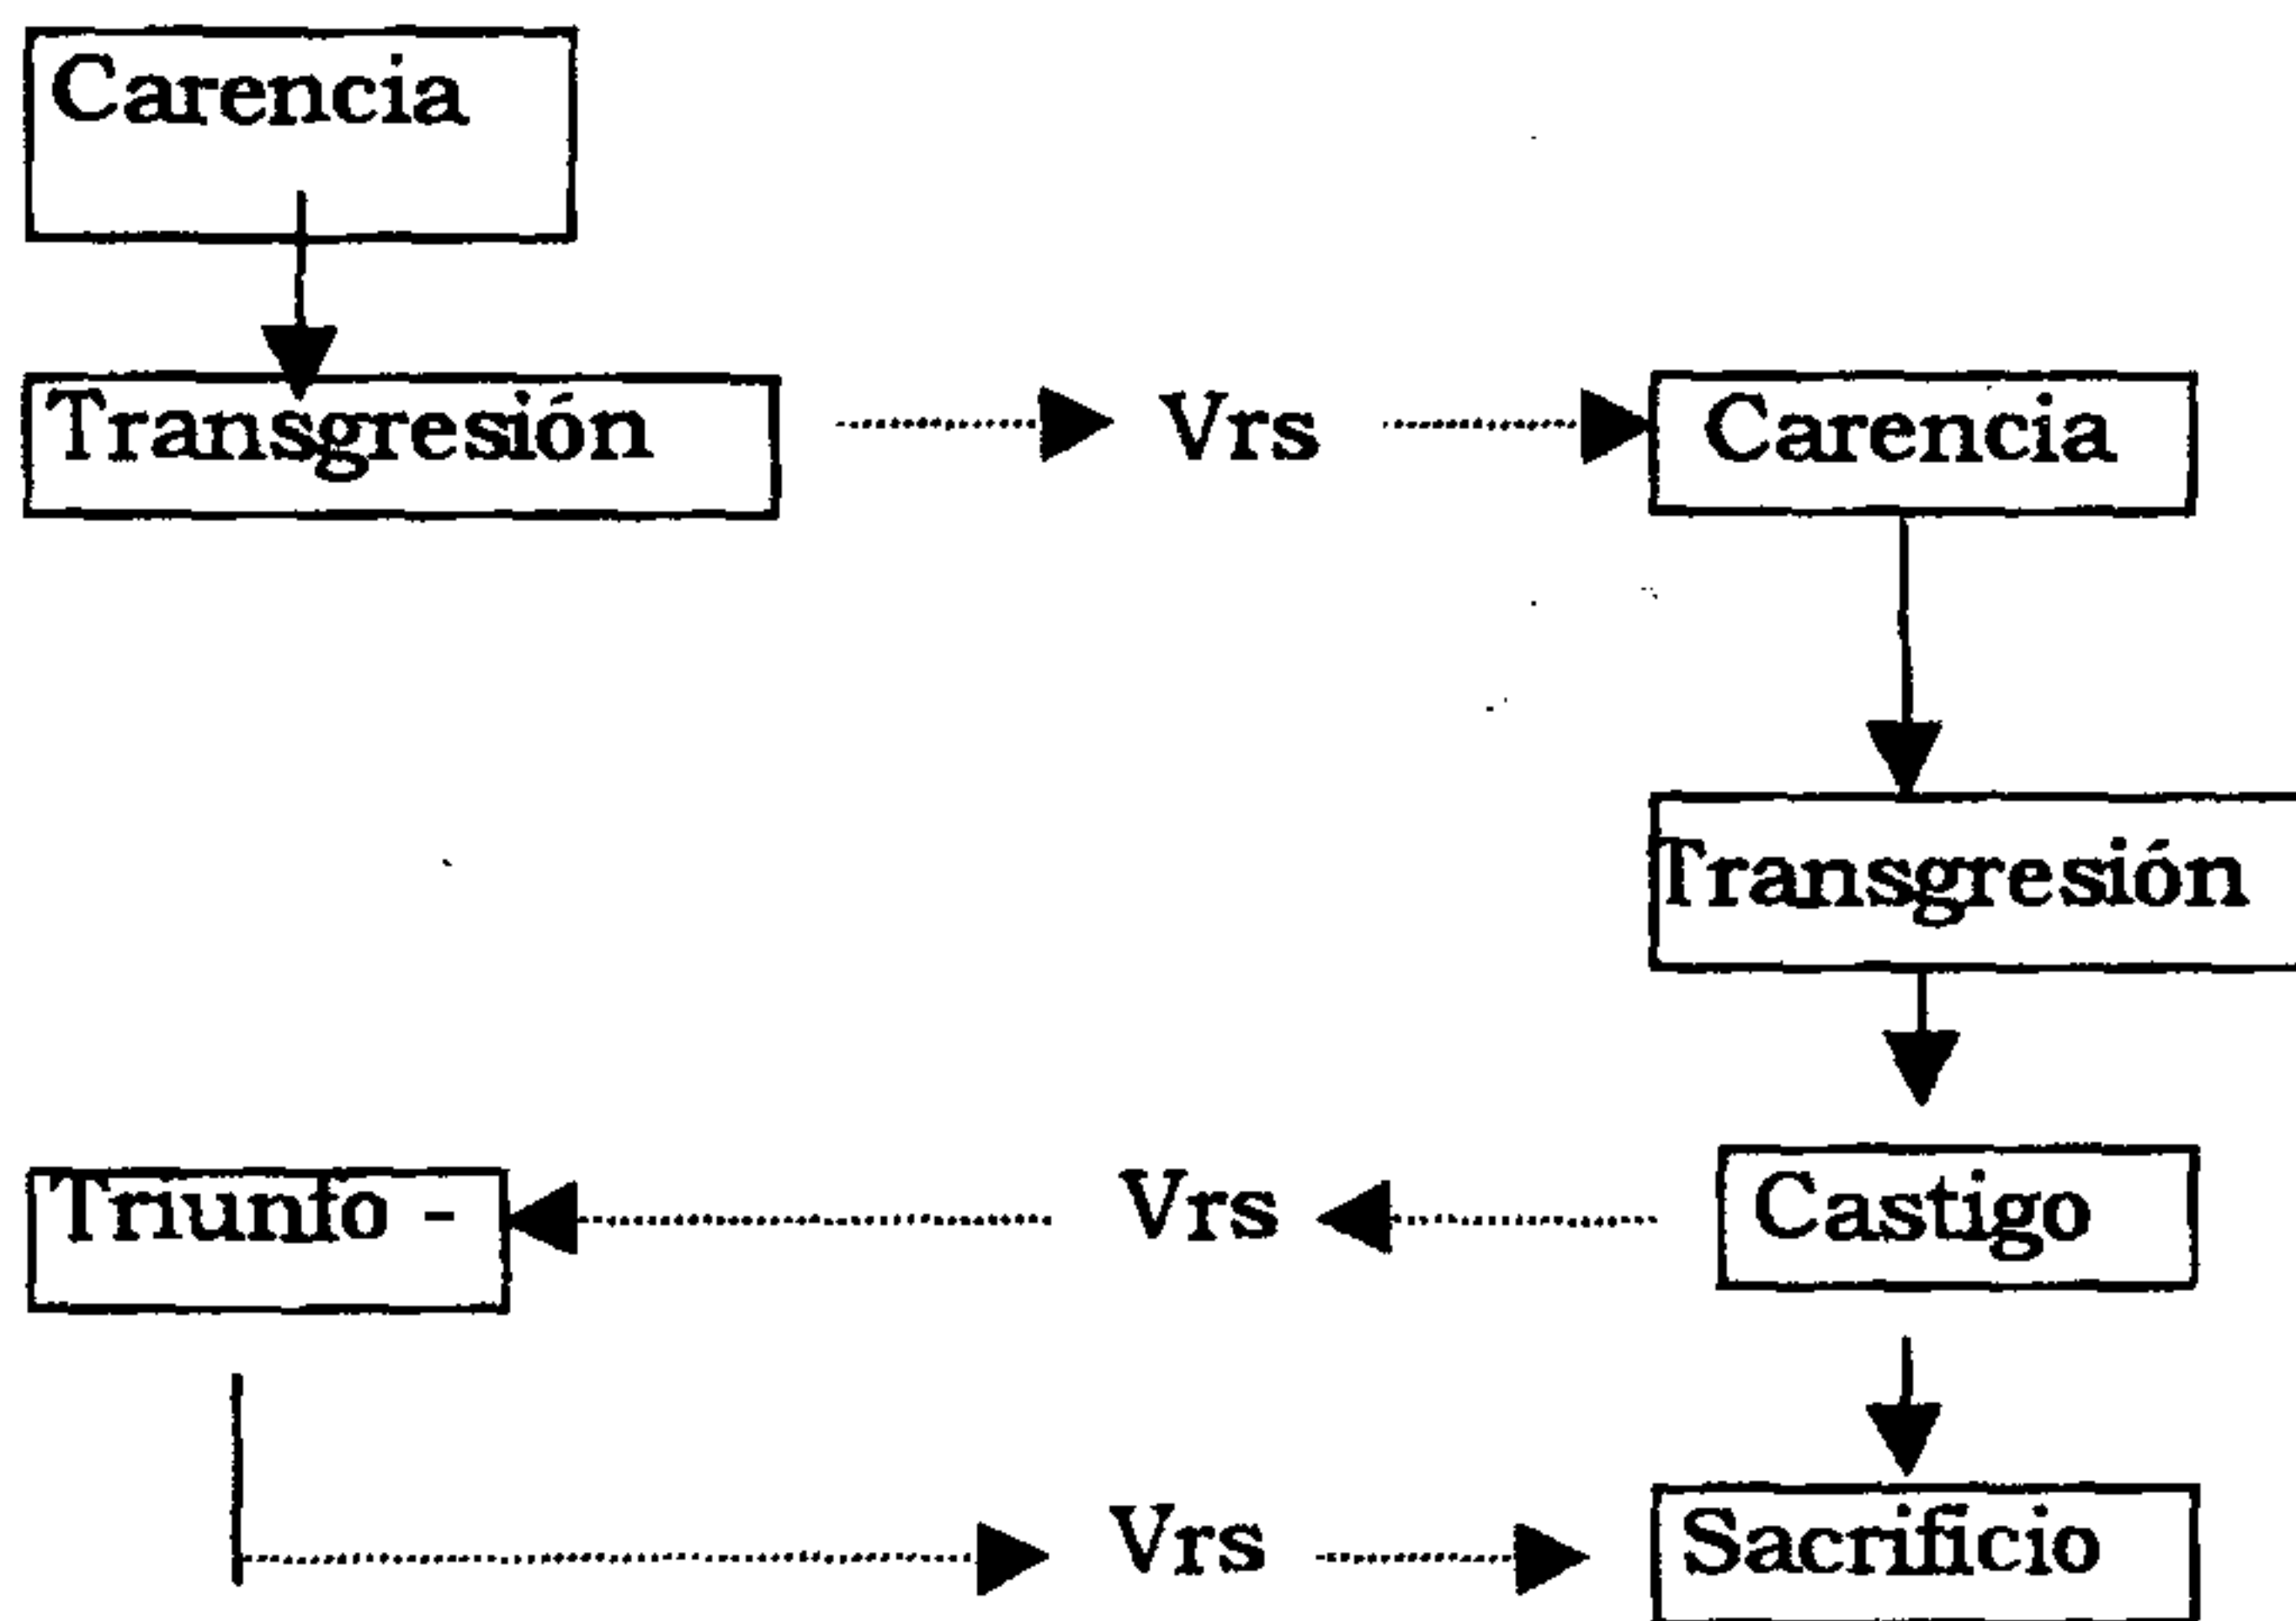 Carencia
Transgresión Vrs Carencia
Transgresión
Triunfo - Vrs Castigo
Vrs Sacrificio